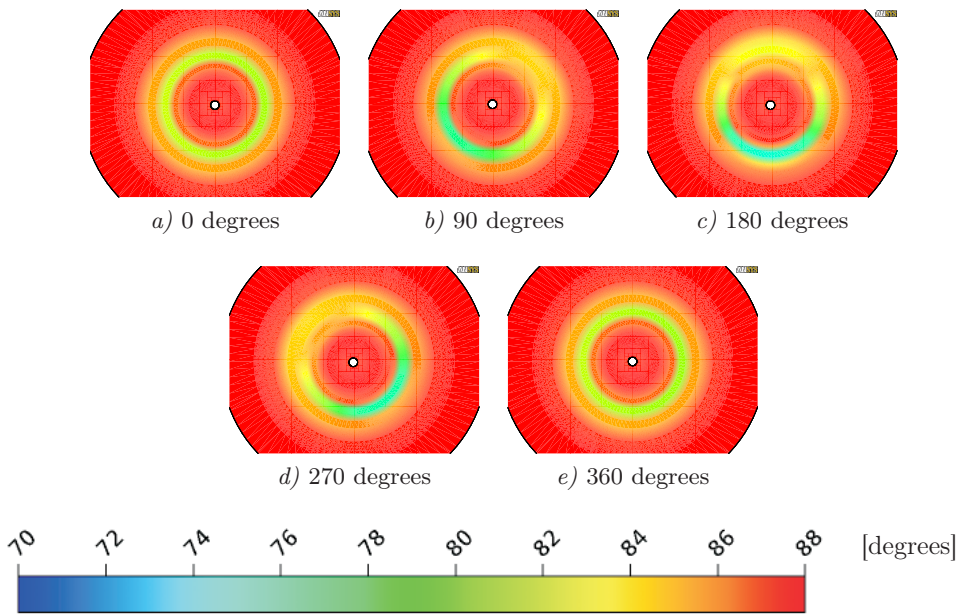 a) 0 degrees
b) 90 degrees
c) 180 degrees
d) 270 degrees
e) 360 degrees
70 72 74 76 78 80 82 84 86 88 [degrees]